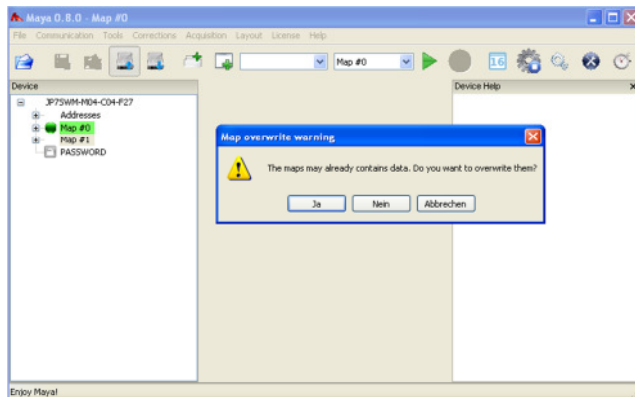 Maya 0.8.0 - Map #0
File Communication Tools Corrections Acquisition Layout License Help
Map #0
16
Device
Device Help
JP75WM-M04-C04-F27
Addresses
Map #0
Map #1
PASSWORD
Map overwrite warning
The maps may already contains data. Do you want to overwrite them?
Ja Nein Abbrechen
Enjoy Maya!